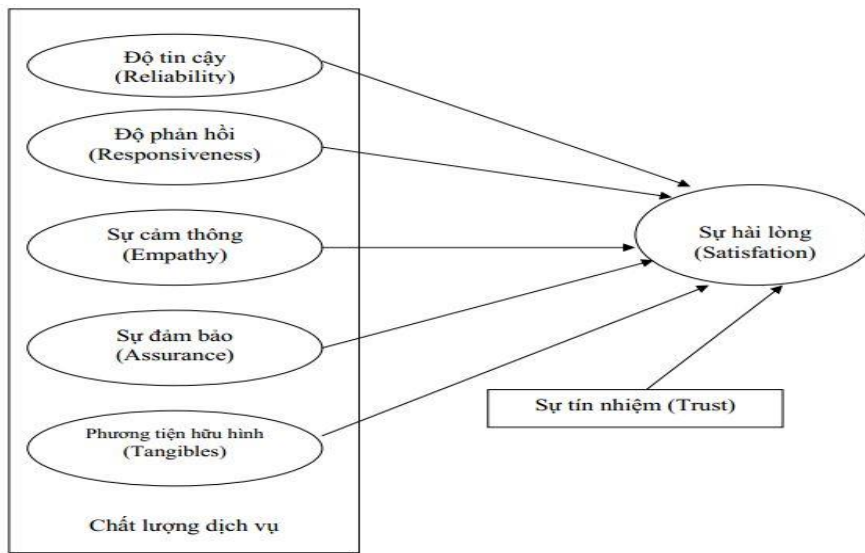 Độ tin cậy
(Reliability)
Độ phản hồi
(Responsiveness)
Sự cảm thông
(Empathy)
Sự đảm bảo
(Assurance)
Phương tiện hữu hình
(Tangibles)
Chất lượng dịch vụ
Sự hài lòng
(Satisfation)
Sự tín nhiệm (Trust)